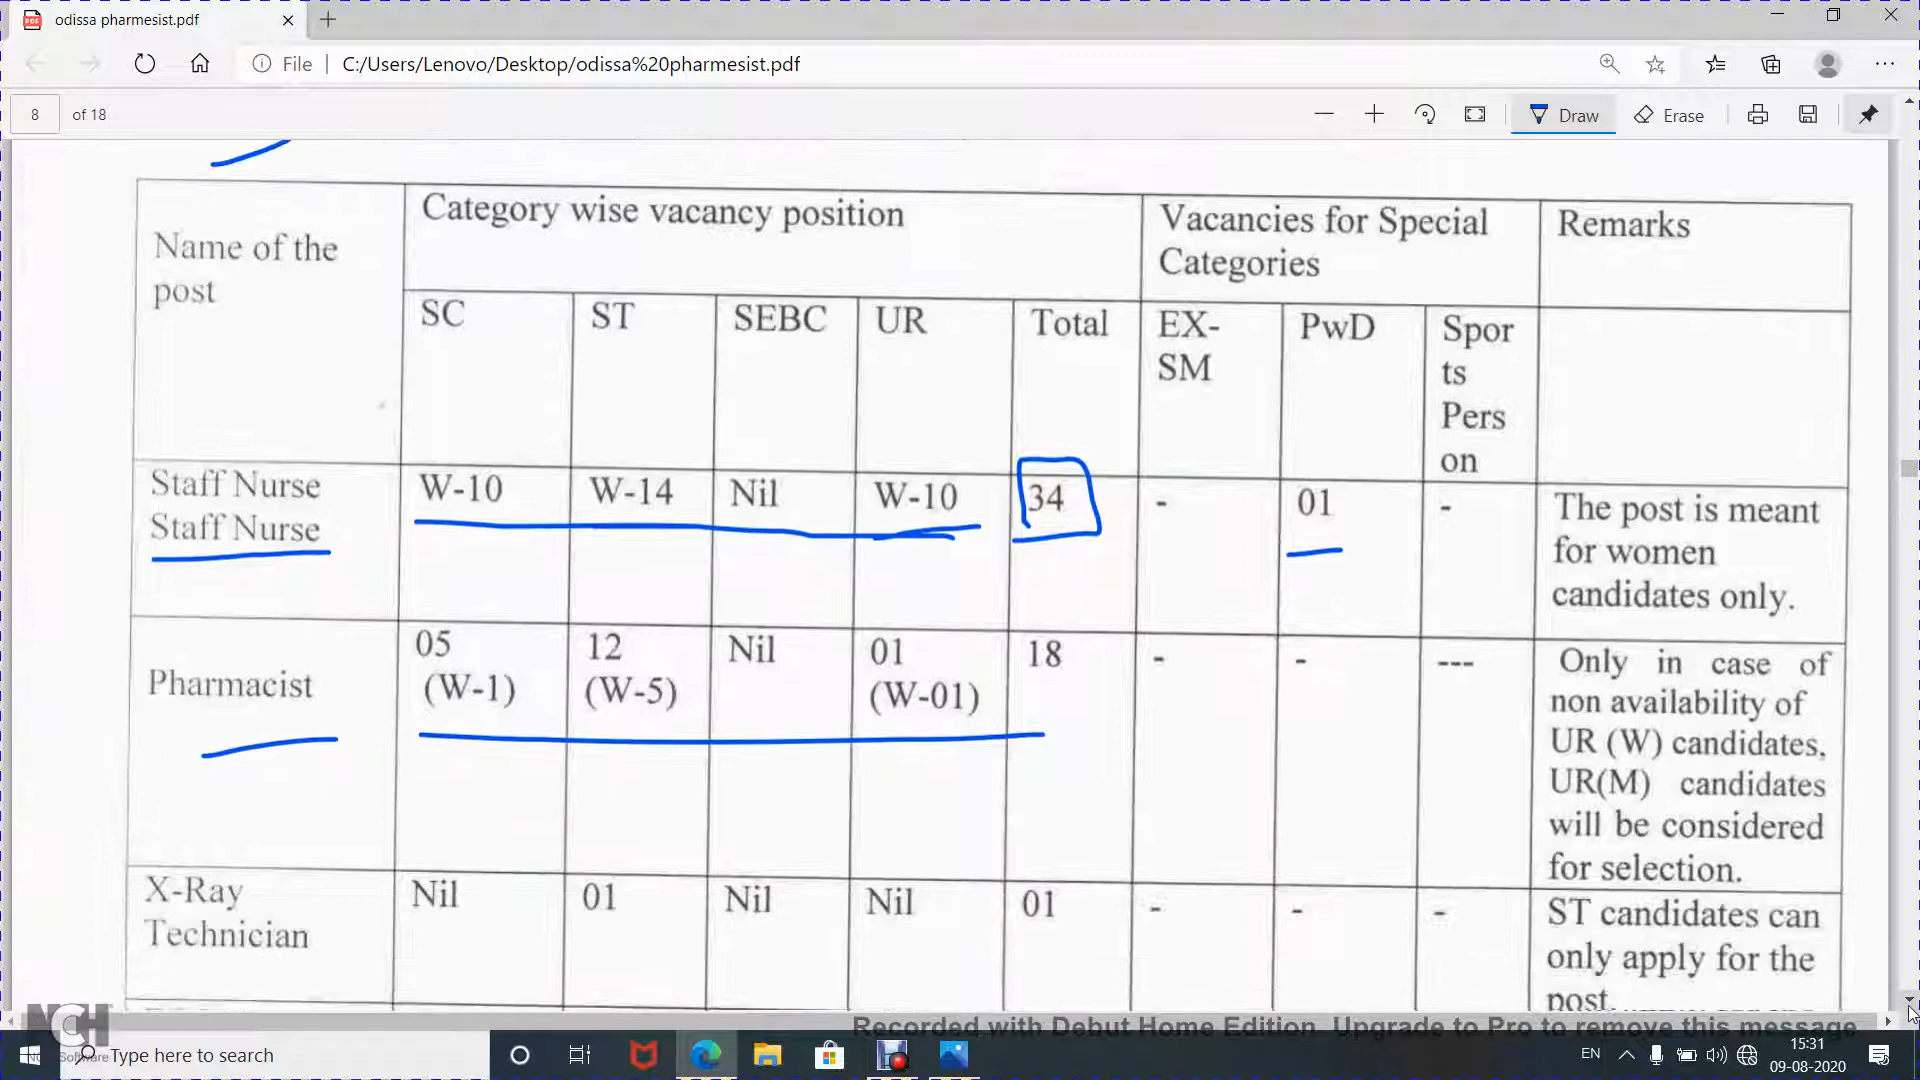 odissa pharmesist.pdf
File
C:/Users/Lenovo/Desktop/odissa%20pharmesist.pdf
8 of 18
Draw
Erase
Name of the post
Category wise vacancy position
Vacancies for Special Categories
Remarks
SC
ST
SEBC
UR
Total
EX-
SM
PwD
Spor
ts
Pers
on
Staff Nurse
Staff Nurse
W-10
W-14
Nil
W-10
34
-
01
-
The post is meant
for women
candidates only.
Pharmacist
05
(W-1)
12
(W-5)
Nil
01
(W-01)
18
-
-
---
Only in case of
non availability of
UR (W) candidates,
UR(M) candidates
will be considered
for selection.
X-Ray
Technician
Nil
01
Nil
Nil
01
-
-
-
ST candidates can
only apply for the
post.
NCH
Software
Recorded with Debut Home Edition. Upgrade to Pro to remove this message
Type here to search
EN
15:31
09-08-2020